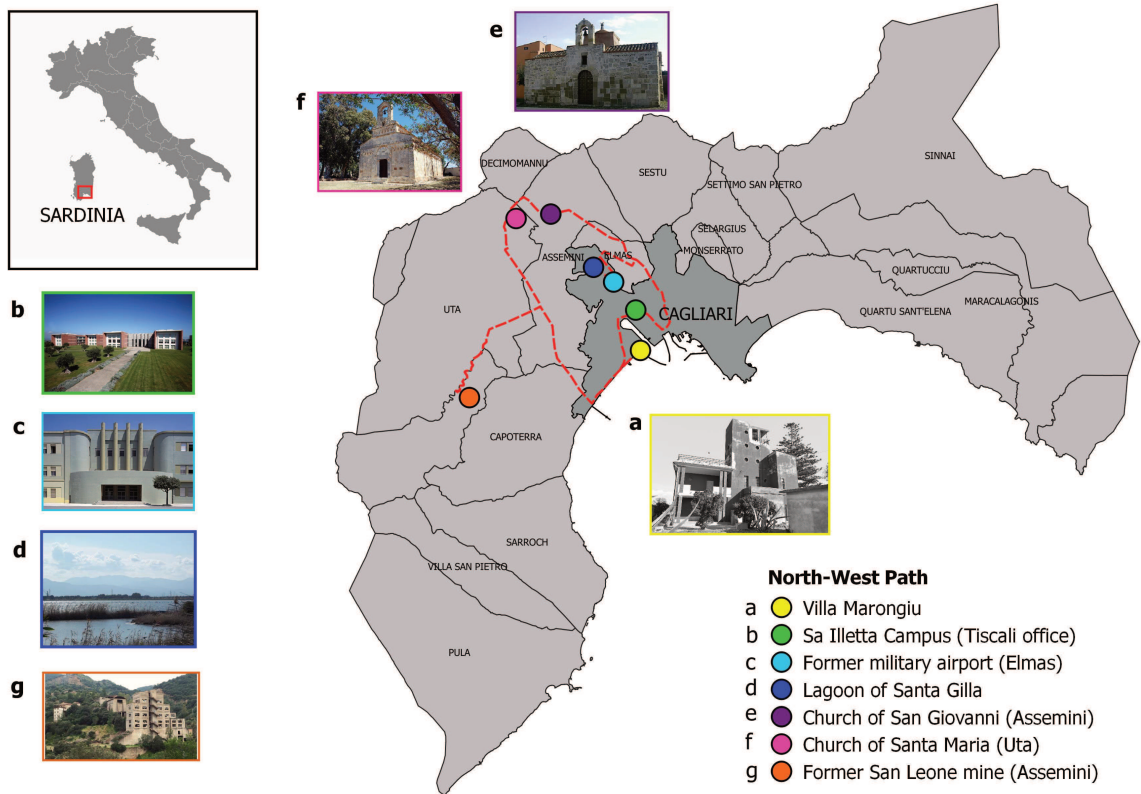 SARDINIA
e
f
DECIMOMANNU
SESTU
SINNAI
SETTIMO SAN PIETRO
SELARGIUS
MONSERRATO
ASSEMINI
ELMAS
QUARTUCCIU
MARACALAGONIS
QUARTU SANT'ELENA
UTA
CAGLIARI
b
CAPOTERRA
a
c
SARROCH
VILLA SAN PIETRO
d
PULA
g
North-West Path
a Villa Marongiu
b Sa Illetta Campus (Tiscali office)
c Former military airport (Elmas)
d Lagoon of Santa Gilla
e Church of San Giovanni (Assemini)
f Church of Santa Maria (Uta)
g Former San Leone mine (Assemini)